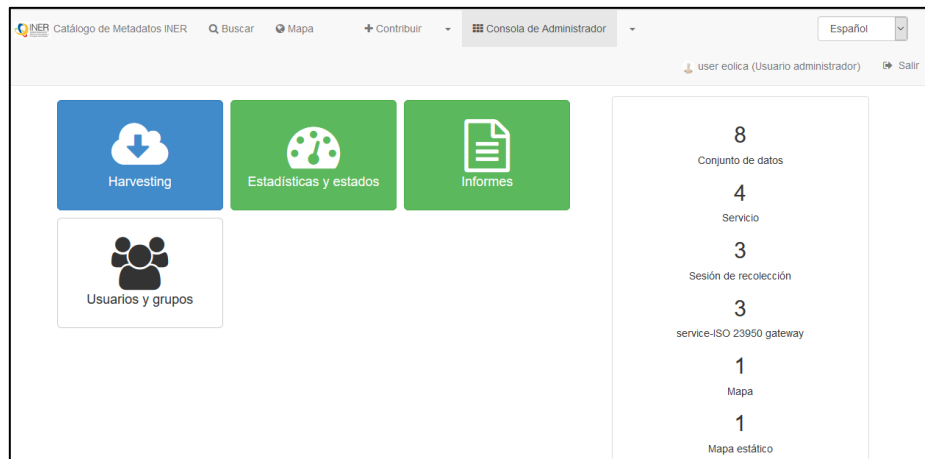 INER Catálogo de Metadatos INER Buscar Mapa Contribuir Consola de Administrador Español
user eolica (Usuario administrador) Salir
Harvesting
Estadísticas y estados
Informes
Usuarios y grupos
8
Conjunto de datos
4
Servicio
3
Sesión de recolección
3
service-ISO 23950 gateway
1
Mapa
1
Mapa estático